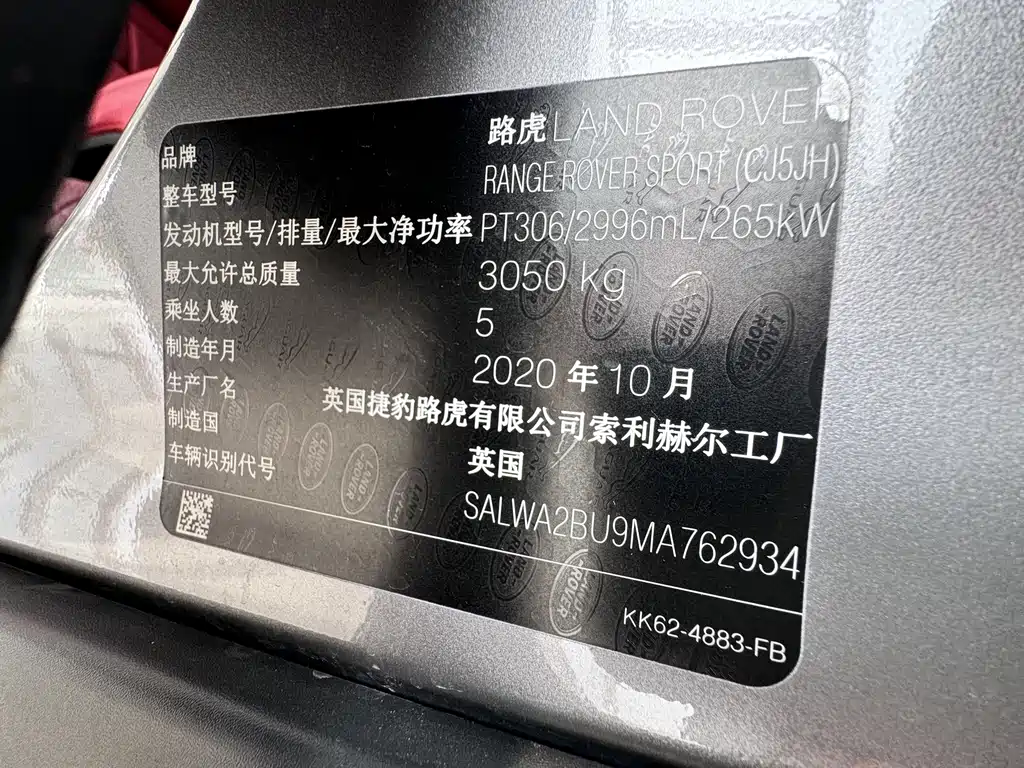 品牌 路虎 LAND ROVER
整车型号 RANGE ROVER SPORT (CJ5JH)
发动机型号/排量/最大净功率 PT306/2996mL/265kW
最大允许总质量 3050 kg
乘坐人数 5
制造年月 2020 年 10 月
生产厂名 英国捷豹路虎有限公司索利赫尔工厂
制造国 英国
车辆识别代号 SALWA2BU9MA762934
KK62-4883-FB